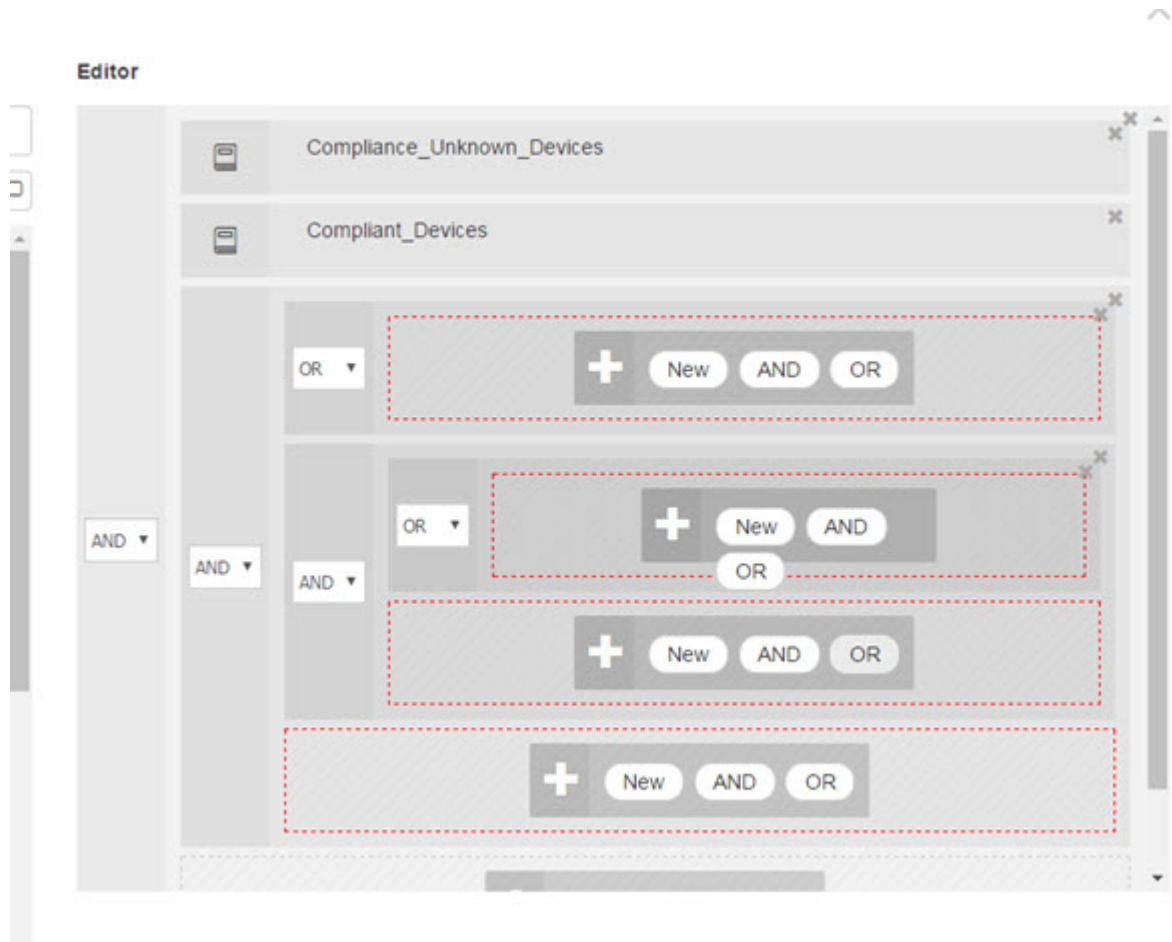 Editor
Compliance_Unknown_Devices
Compliant_Devices
OR New AND OR
OR New AND
AND AND AND OR
New AND OR
New AND OR